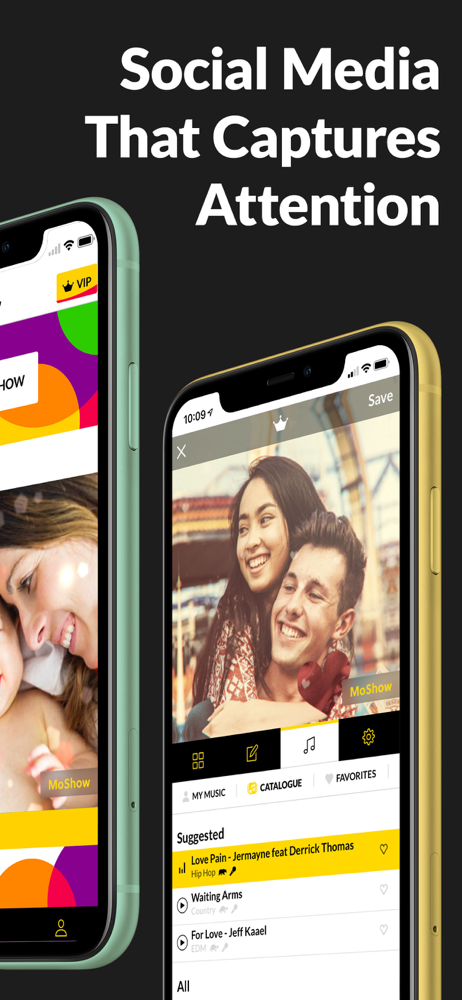 Social Media
That Captures
Attention
VIP
HOW
MoShow
10:09
Save
MoShow
MY MUSIC
CATALOGUE
FAVORITES
Suggested
Love Pain - Jermayne feat Derrick Thomas
Hip Hop
Waiting Arms
Country
For Love - Jeff Kaael
EDM
All